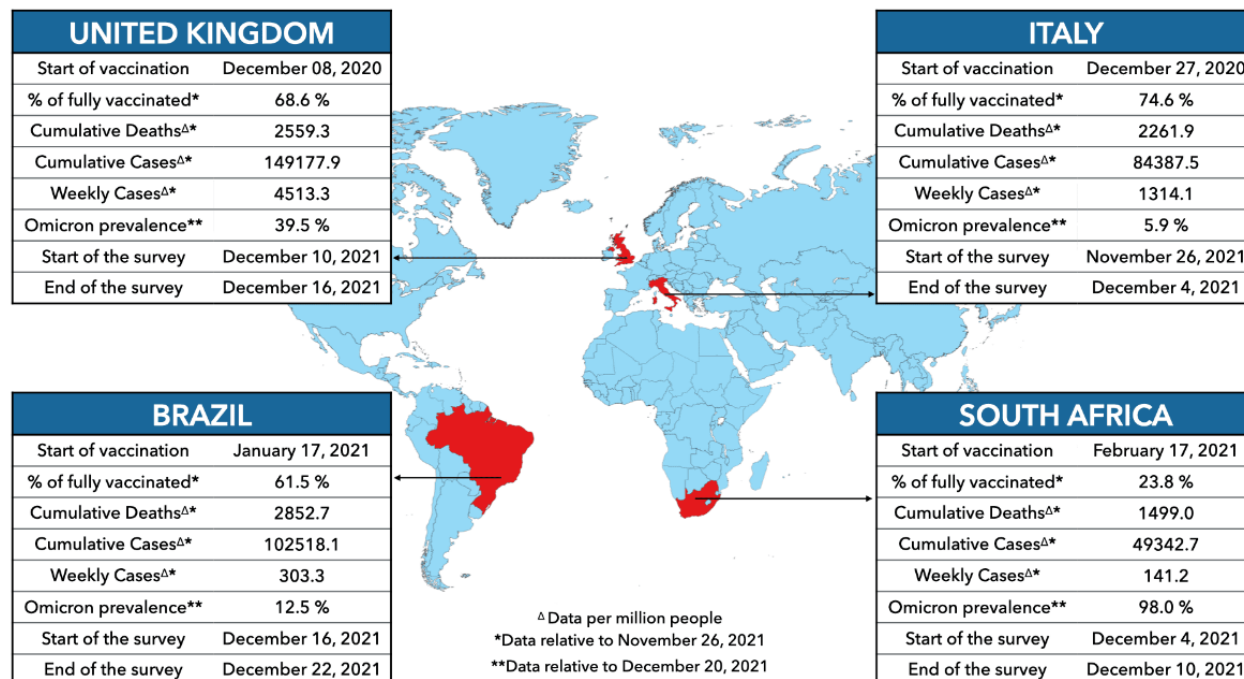 UNITED KINGDOM
Start of vaccination December 08, 2020
% of fully vaccinated* 68.6 %
Cumulative DeathsΔ* 2559.3
Cumulative CasesΔ* 149177.9
Weekly CasesΔ* 4513.3
Omicron prevalence** 39.5 %
Start of the survey December 10, 2021
End of the survey December 16, 2021
ITALY
Start of vaccination December 27, 2020
% of fully vaccinated* 74.6 %
Cumulative DeathsΔ* 2261.9
Cumulative CasesΔ* 84387.5
Weekly CasesΔ* 1314.1
Omicron prevalence** 5.9 %
Start of the survey November 26, 2021
End of the survey December 4, 2021
BRAZIL
Start of vaccination January 17, 2021
% of fully vaccinated* 61.5 %
Cumulative DeathsΔ* 2852.7
Cumulative CasesΔ* 102518.1
Weekly CasesΔ* 303.3
Omicron prevalence** 12.5 %
Start of the survey December 16, 2021
End of the survey December 22, 2021
SOUTH AFRICA
Start of vaccination February 17, 2021
% of fully vaccinated* 23.8 %
Cumulative DeathsΔ* 1499.0
Cumulative CasesΔ* 49342.7
Weekly CasesΔ* 141.2
Omicron prevalence** 98.0 %
Start of the survey December 4, 2021
End of the survey December 10, 2021
Δ Data per million people
*Data relative to November 26, 2021
**Data relative to December 20, 2021